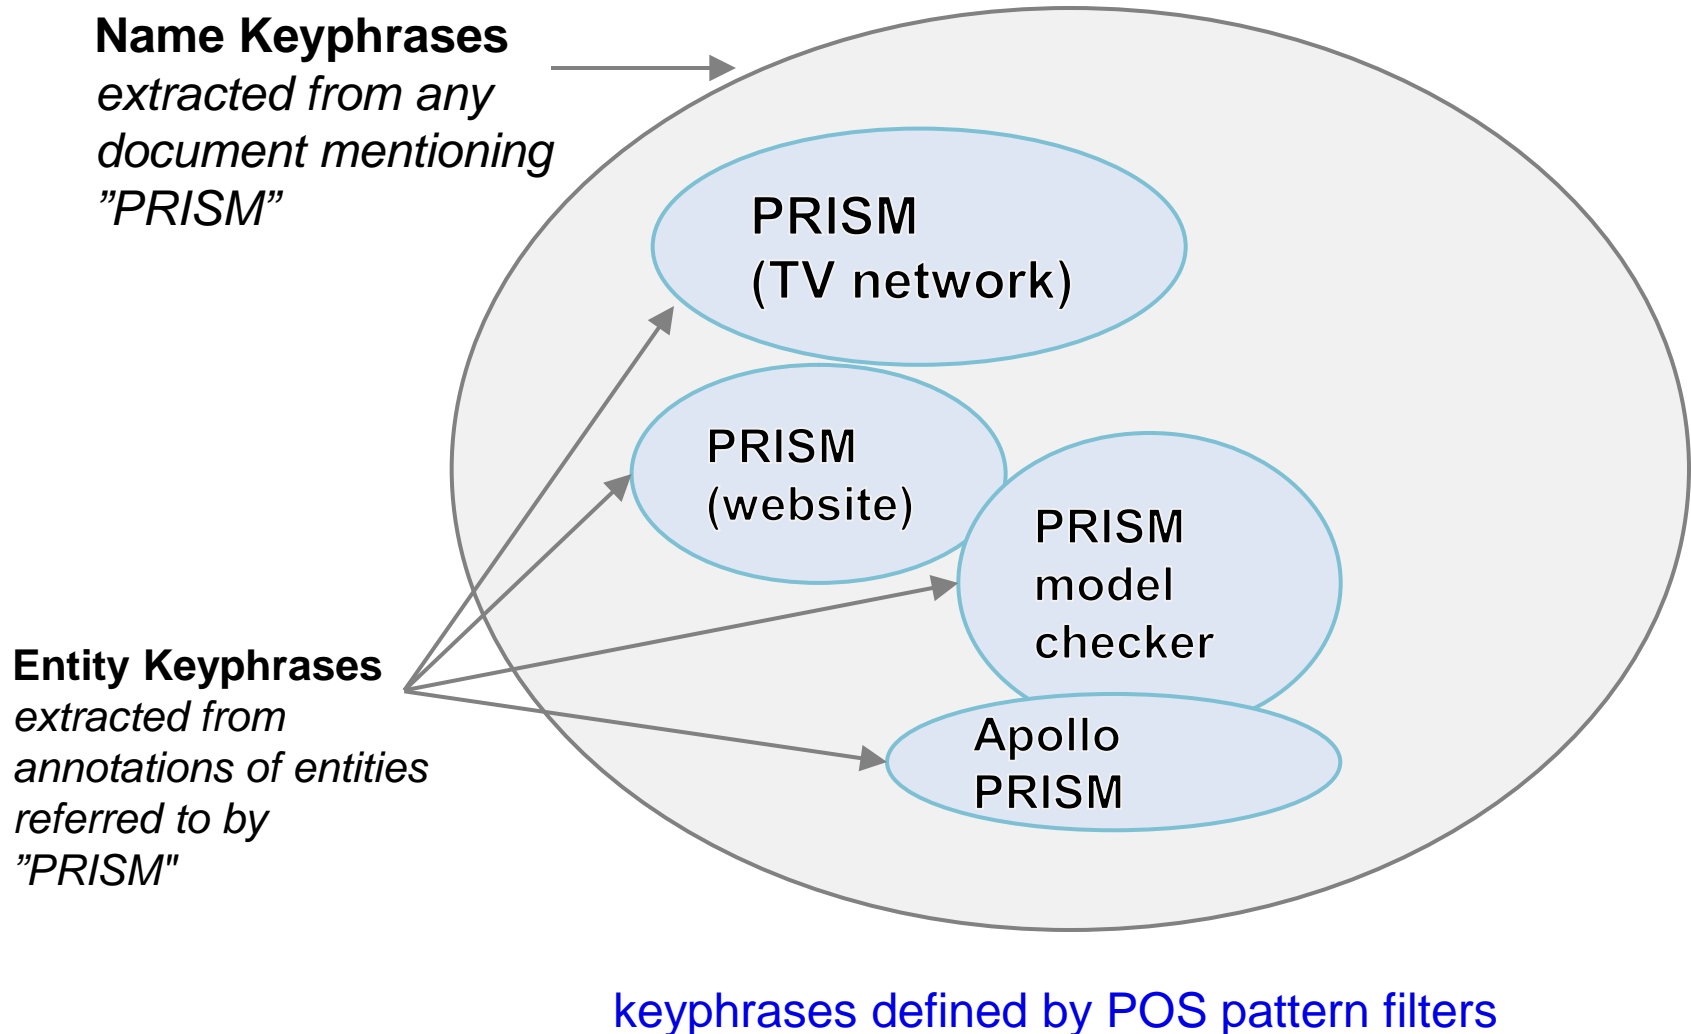 Name Keyphrases
extracted from any
document mentioning
”PRISM”
PRISM
(TV network)
PRISM
(website)
PRISM
model
checker
Apollo
PRISM
Entity Keyphrases
extracted from
annotations of entities
referred to by
”PRISM"
keyphrases defined by POS pattern filters